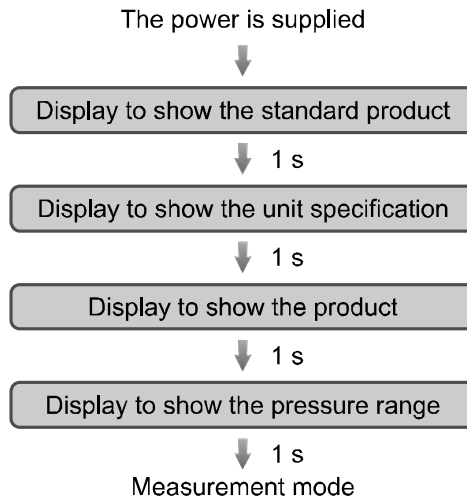 The power is supplied
Display to show the standard product
1 s
Display to show the unit specification
1 s
Display to show the product
1 s
Display to show the pressure range
1 s
Measurement mode